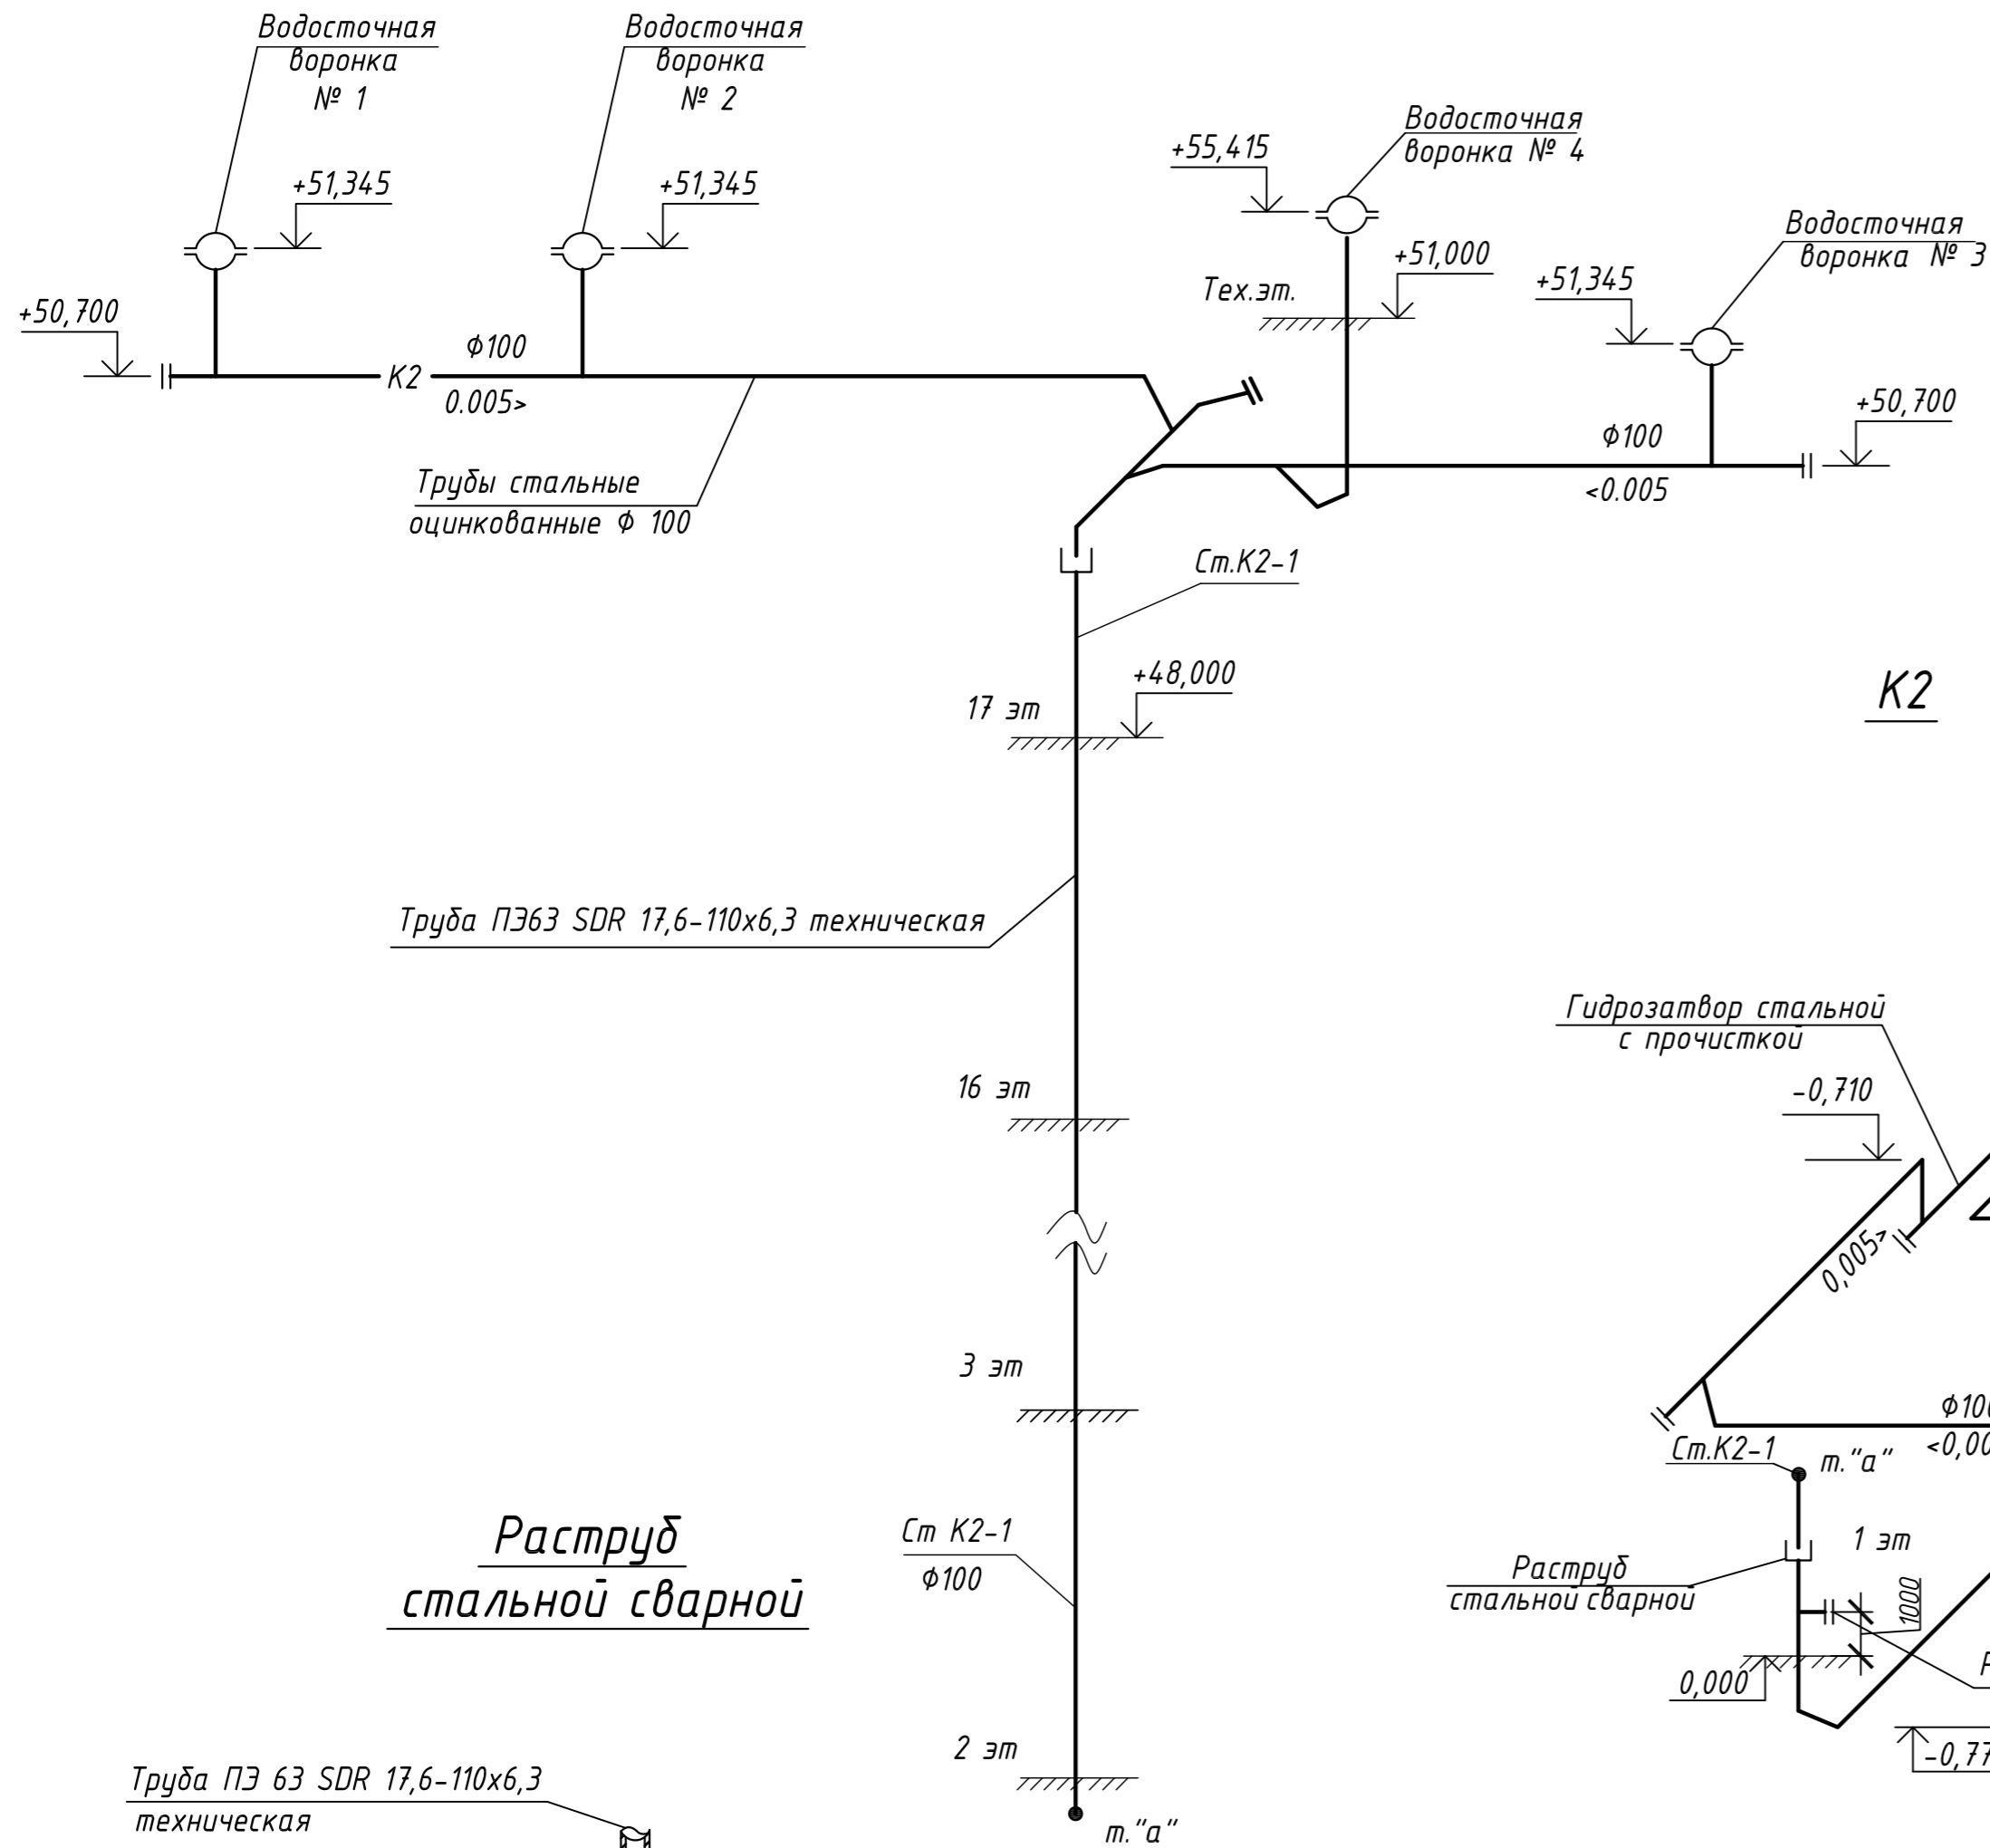 Водосточная
воронка
№ 1
Водосточная
воронка
№ 2
Водосточная
воронка № 4
Водосточная
воронка № 3
+55,415
+51,345
+51,345
+51,000
+51,345
Тех.эт.
+50,700
Ф100
К2
0.005>
+50,700
Ф100
<0.005
Трубы стальные
оцинкованные Ф 100
Ст.К2-1
+48,000
17 эт
К2
Труба ПЭ63 SDR 17,6-110х6,3 техническая
Гидрозатвор стальной
с прочисткой
16 эт
-0,710
0,005>
3 эт
Ф100
<0,00
Ст.К2-1
т."а"
Раструб
стальной сварной
Ст К2-1
Ф100
1 эт
Раструб
стальной сварной
1000
Р
0,000
-0,77
2 эт
Труба ПЭ 63 SDR 17,6-110х6,3
техническая
т."а"